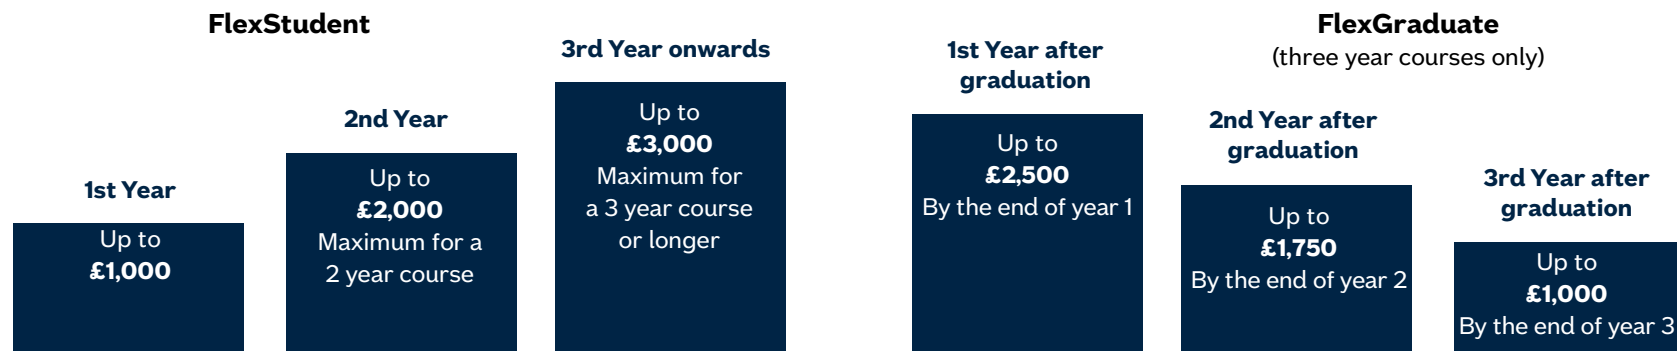 FlexStudent
1st Year
Up to
£1,000
2nd Year
Up to
£2,000
Maximum for a
2 year course
3rd Year onwards
Up to
£3,000
Maximum for
a 3 year course
or longer
FlexGraduate
(three year courses only)
1st Year after
graduation
Up to
£2,500
By the end of year 1
2nd Year after
graduation
Up to
£1,750
By the end of year 2
3rd Year after
graduation
Up to
£1,000
By the end of year 3